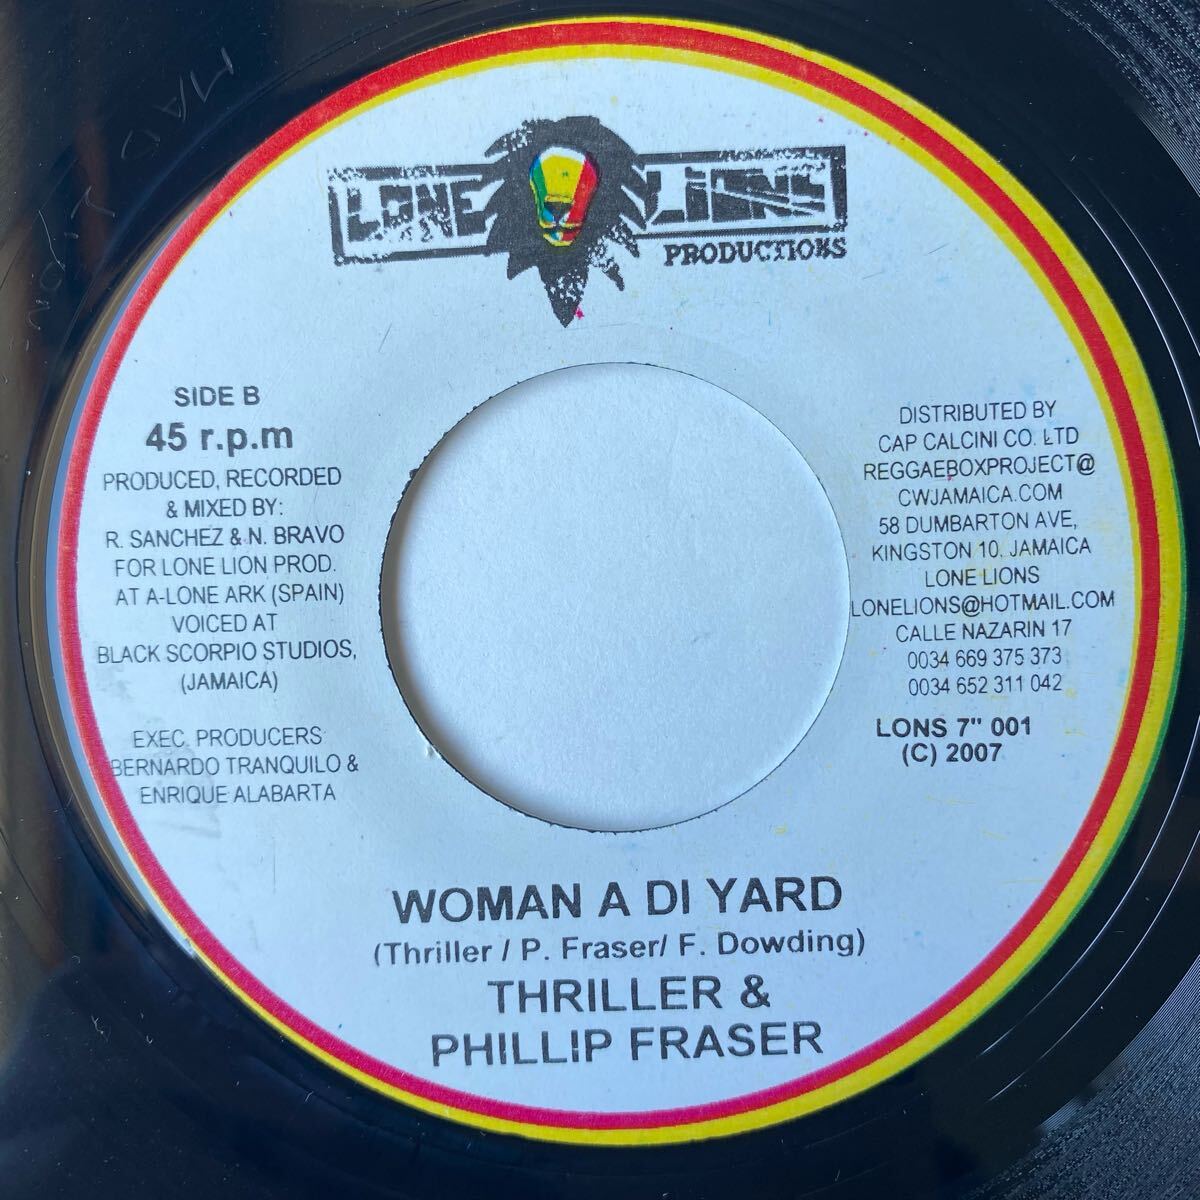 LONE LIONS
PRODUCTIONS
SIDE B
45 r.p.m
PRODUCED, RECORDED
& MIXED BY:
R. SANCHEZ & N. BRAVO
FOR LONE LION PROD.
AT A-LONE ARK (SPAIN)
VOICED AT
BLACK SCORPIO STUDIOS,
(JAMAICA)
EXEC. PRODUCERS
BERNARDO TRANQUILO &
ENRIQUE ALABARTA
DISTRIBUTED BY
CAP CALCINI CO. LTD
REGGAEBOXPROJECT@
CWJAMAICA.COM
58 DUMBARTON AVE,
KINGSTON 10, JAMAICA
LONE LIONS
LONELIONS@HOTMAIL.COM
CALLE NAZARIN 17
0034 669 375 373
0034 652 311 042
LONS 7" 001
(C) 2007
WOMAN A DI YARD
(Thriller / P. Fraser/ F. Dowding)
THRILLER &
PHILLIP FRASER